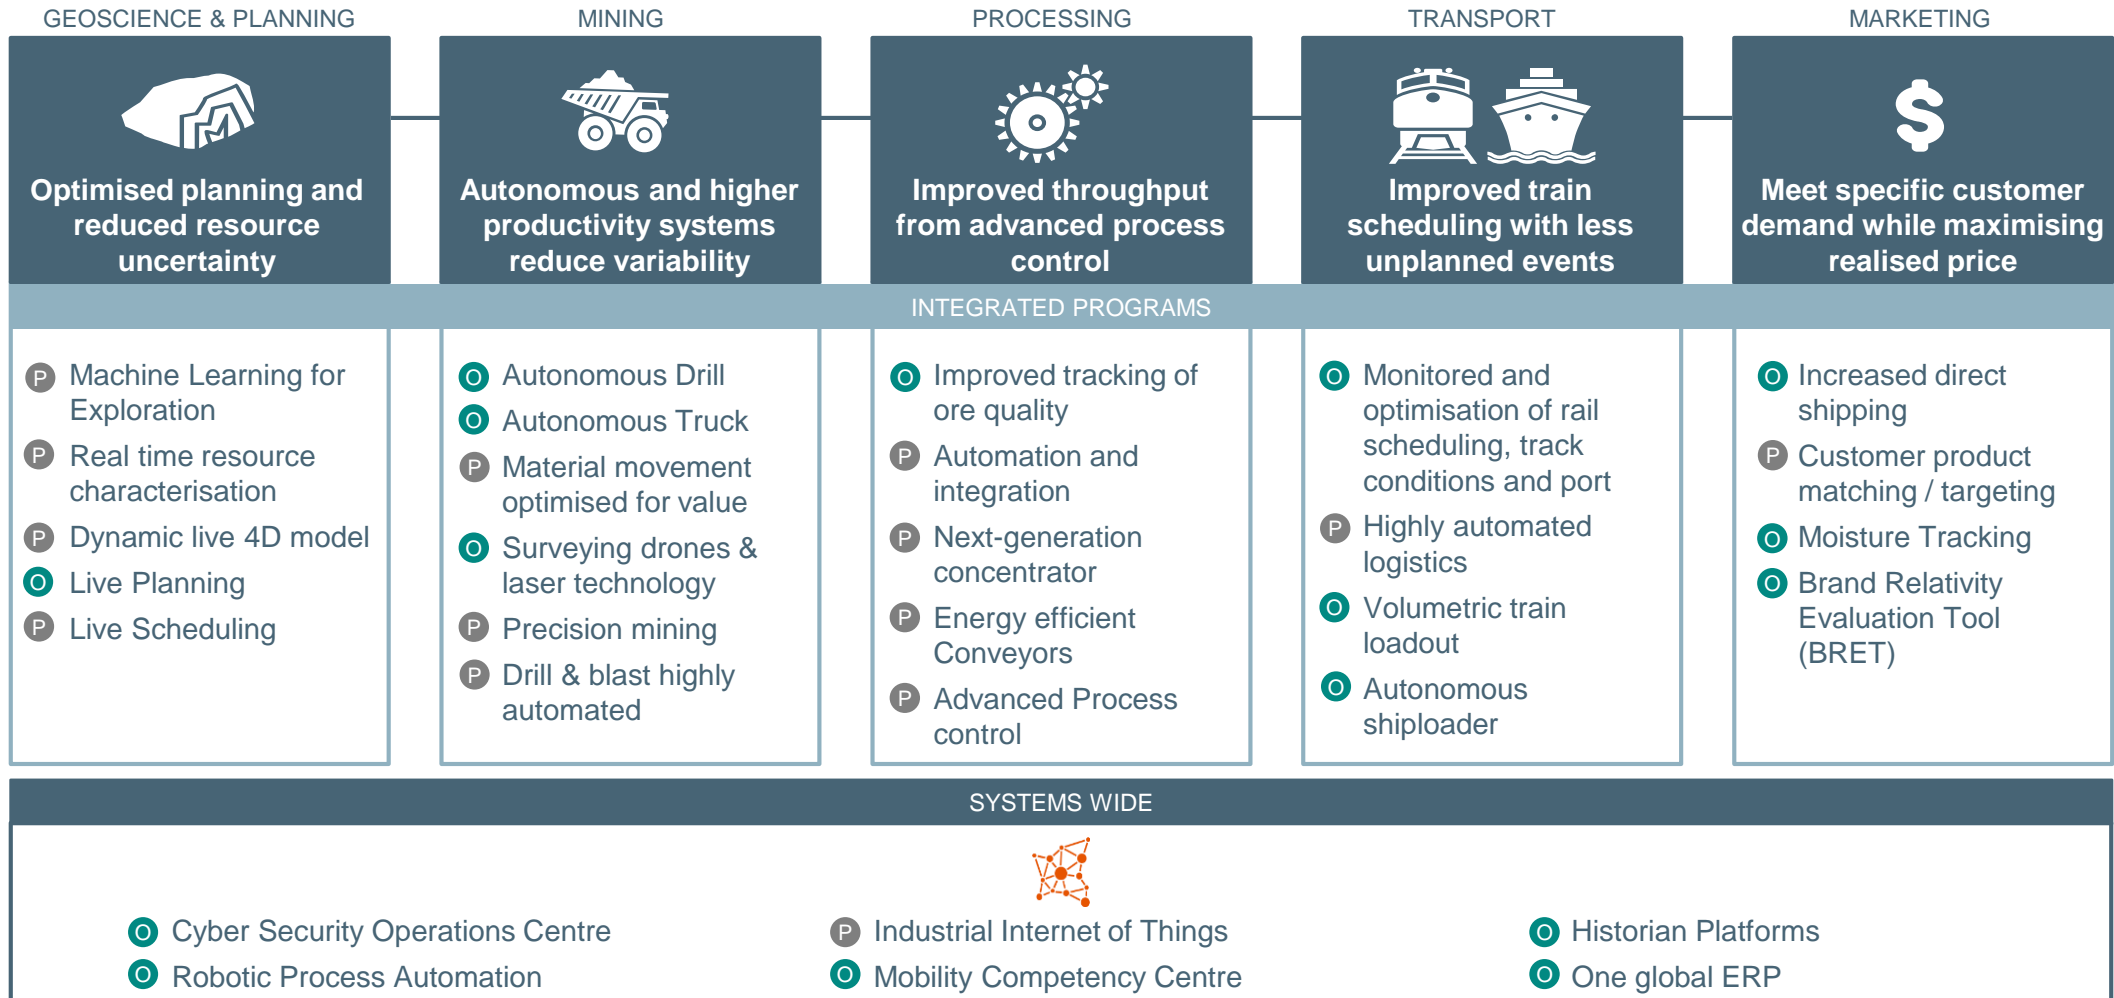 GEOSCIENCE & PLANNING
Optimised planning and
reduced resource
uncertainty
MINING
Autonomous and higher
productivity systems
reduce variability
PROCESSING
Improved throughput
from advanced process
control
TRANSPORT
Improved train
scheduling with less
unplanned events
MARKETING
Meet specific customer
demand while maximising
realised price
INTEGRATED PROGRAMS
P Machine Learning for
Exploration
P Real time resource
characterisation
P Dynamic live 4D model
O Live Planning
P Live Scheduling
O Autonomous Drill
O Autonomous Truck
P Material movement
optimised for value
O Surveying drones &
laser technology
P Precision mining
P Drill & blast highly
automated
O Improved tracking of
ore quality
P Automation and
integration
P Next-generation
concentrator
P Energy efficient
Conveyors
P Advanced Process
control
O Monitored and
optimisation of rail
scheduling, track
conditions and port
P Highly automated
logistics
O Volumetric train
loadout
O Autonomous
shiploader
O Increased direct
shipping
P Customer product
matching / targeting
O Moisture Tracking
O Brand Relativity
Evaluation Tool
(BRET)
SYSTEMS WIDE
O Cyber Security Operations Centre
O Robotic Process Automation
P Industrial Internet of Things
O Mobility Competency Centre
O Historian Platforms
O One global ERP